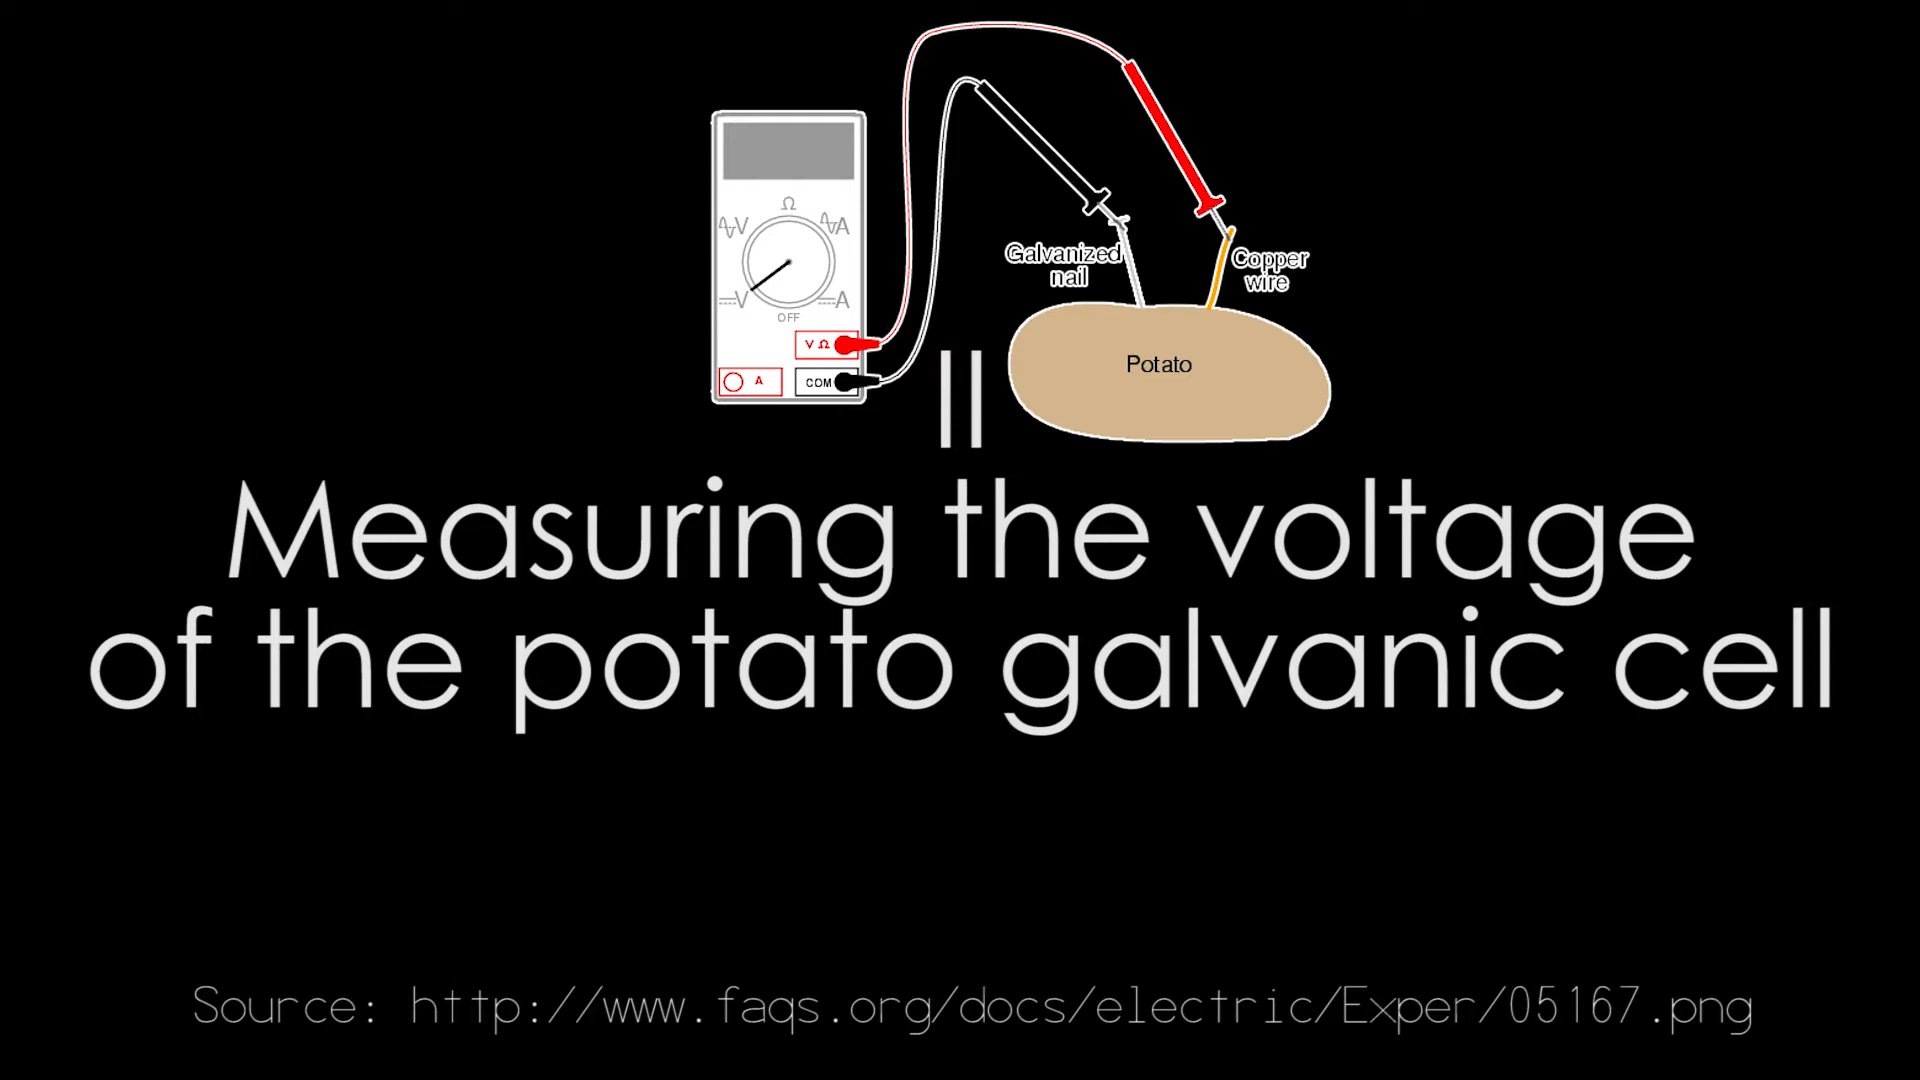 Ω
V
A
V
A
OFF
V Ω
A
COM
Galvanized
nail
Copper
wire
Potato
II
Measuring the voltage
of the potato galvanic cell
Source: http://www.faqs.org/docs/electric/Exper/05167.png